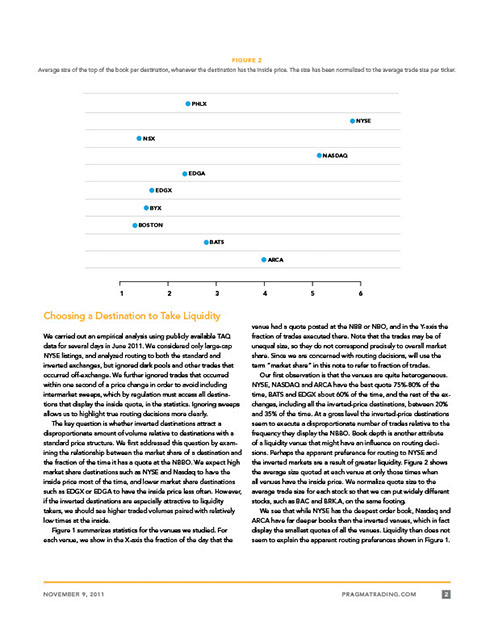 FIGURE 2
Average size of the top of the book per destination, whenever the destination has the inside price. The size has been normalized to the average trade size per ticker.
PHLX
NYSE
NSX
NASDAQ
EDGA
EDGX
BYX
BOSTON
BATS
ARCA
1 2 3 4 5 6
Choosing a Destination to Take Liquidity
We carried out an empirical analysis using publicly available TAQ
data for several days in June 2011. We considered only large-cap
NYSE listings, and analyzed routing to both the standard and
inverted exchanges, but ignored dark pools and other trades that
occurred off-exchange. We further ignored trades that occurred
within one second of a price change in order to avoid including
intermarket sweeps, which by regulation must access all destina-
tions that display the inside quote, in the statistics. Ignoring sweeps
allows us to highlight true routing decisions more clearly.
The key question is whether inverted destinations attract a
disproportionate amount of volume relative to destinations with a
standard price structure. We first addressed this question by exam-
ining the relationship between the market share of a destination and
the fraction of the time it has a quote at the NBBO. We expect high
market share destinations such as NYSE and Nasdaq to have the
inside price most of the time, and lower market share destinations
such as EDGX or EDGA to have the inside price less often. However,
if the inverted destinations are especially attractive to liquidity
takers, we should see higher traded volumes paired with relatively
low times at the inside.
Figure 1 summarizes statistics for the venues we studied. For
each venue, we show in the X-axis the fraction of the day that the
venue had a quote posted at the NBB or NBO, and in the Y-axis the
fraction of trades executed there. Note that the trades may be of
unequal size, so they do not correspond precisely to overall market
share. Since we are concerned with routing decisions, will use the
term "market share" in this note to refer to fraction of trades.
Our first observation is that the venues are quite heterogeneous.
NYSE, NASDAQ and ARCA have the best quote 75%-80% of the
time, BATS and EDGX about 60% of the time, and the rest of the ex-
changes, including all the inverted-price destinations, between 20%
and 35% of the time. At a gross level the inverted-price destinations
seem to execute a disproportionate number of trades relative to the
frequency they display the NBBO. Book depth is another attribute
of a liquidity venue that might have an influence on routing deci-
sions. Perhaps the apparent preference for routing to NYSE and
the inverted markets are a result of greater liquidity. Figure 2 shows
the average size quoted at each venue at only those times when
all venues have the inside price. We normalize quote size to the
average trade size for each stock so that we can put widely different
stocks, such as BAC and BRK.A, on the same footing.
We see that while NYSE has the deepest order book, Nasdaq and
ARCA have far deeper books than the inverted venues, which in fact
display the smallest quotes of all the venues. Liquidity then does not
seem to explain the apparent routing preferences shown in Figure 1.
NOVEMBER 9, 2011
PRAGMATRADING.COM 2